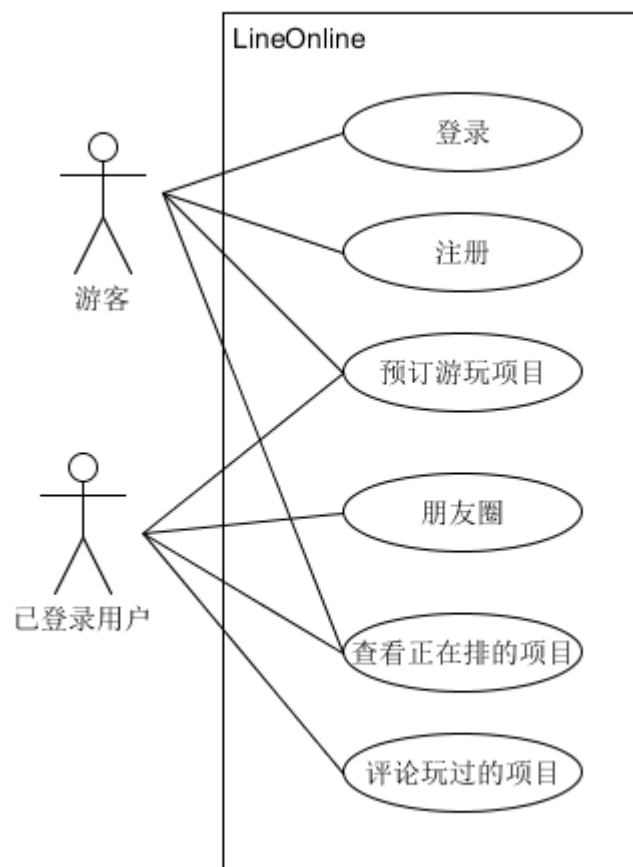 LineOnline
登录
注册
游客
预订游玩项目
朋友圈
已登录用户
查看正在排的项目
评论玩过的项目